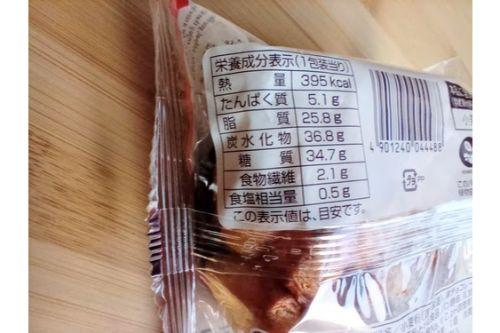 栄養成分表示(1包装当り)
熱量 395kcal
たんぱく質 5.1g
脂質 25.8g
炭水化物 36.8g
糖質 34.7g
食物繊維 2.1g
食塩相当量 0.5g
この表示値は、目安です。
4 901240 044488
プラ
PP